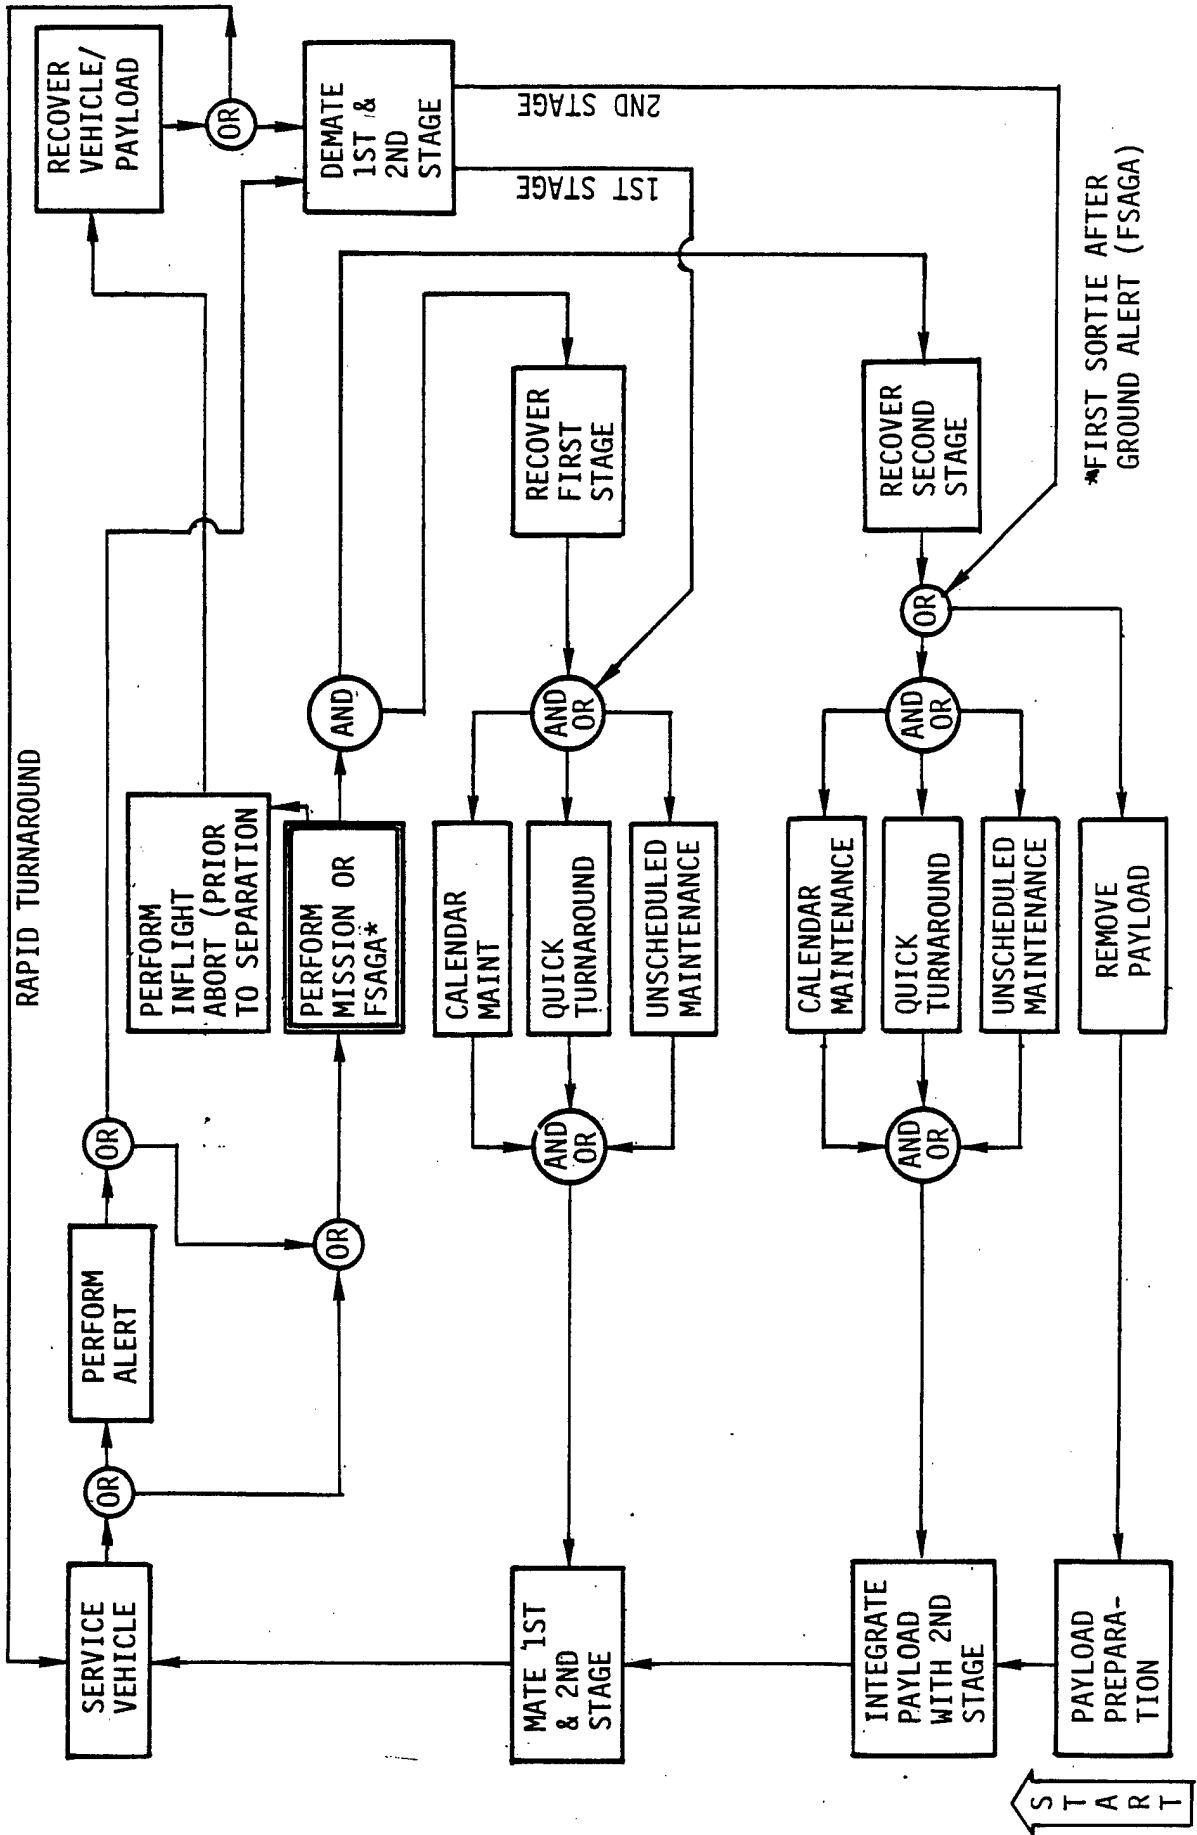 RAPID TURNAROUND
SERVICE
VEHICLE
OR
PERFORM
ALERT
OR
PERFORM
INFLIGHT
ABORT (PRIOR
TO SEPARATION
RECOVER
VEHICLE/
PAYLOAD
OR
OR
PERFORM
MISSION OR
FSAGA*
AND
DEMATE
1ST &
2ND
STAGE
1ST STAGE
2ND STAGE
MATE 1ST
& 2ND
STAGE
AND
OR
CALENDAR
MAINT
QUICK
TURNAROUND
UNSCHEDULED
MAINTENANCE
AND
OR
RECOVER
FIRST
STAGE
INTEGRATE
PAYLOAD
WITH 2ND
STAGE
AND
OR
CALENDAR
MAINTENANCE
QUICK
TURNAROUND
UNSCHEDULED
MAINTENANCE
AND
OR
OR
RECOVER
SECOND
STAGE
START
PAYLOAD
PREPARA-
TION
REMOVE
PAYLOAD
*FIRST SORTIE AFTER
GROUND ALERT (FSAGA)